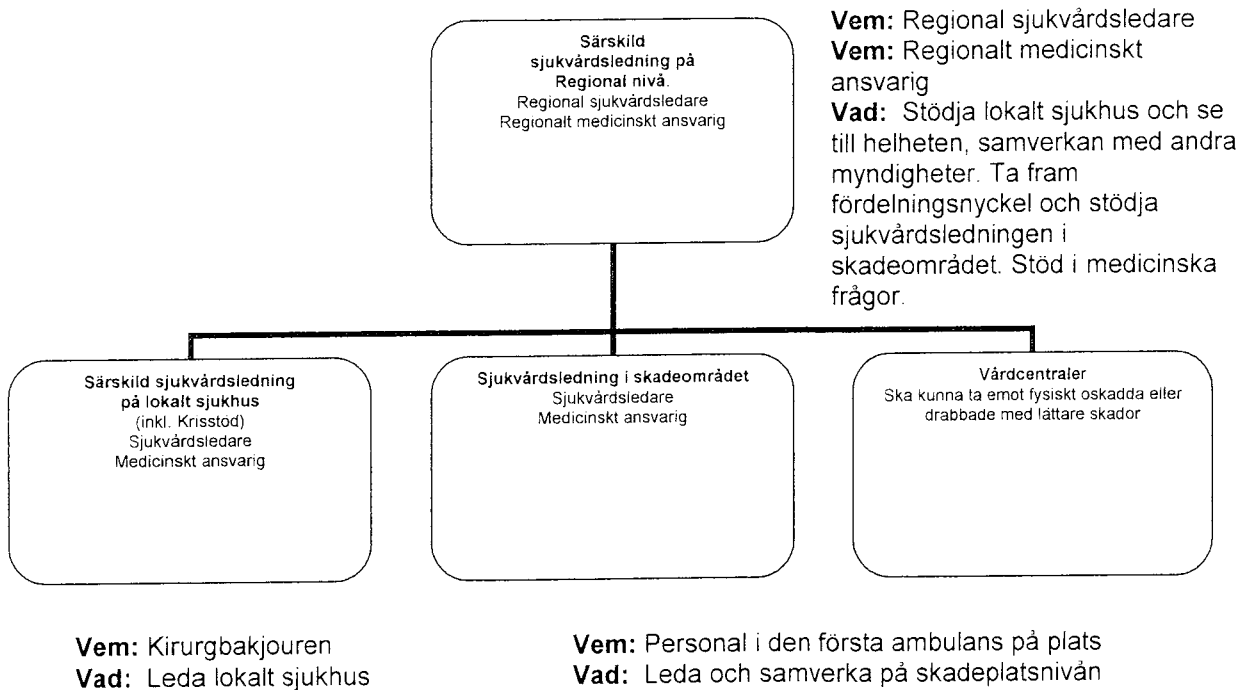 Särskild
sjukvårdsledning på
Regional nivå.
Regional sjukvårdsledare
Regionalt medicinskt ansvarig
Vem: Regional sjukvårdsledare
Vem: Regionalt medicinskt
ansvarig
Vad: Stödja lokalt sjukhus och se
till helheten, samverkan med andra
myndigheter. Ta fram
fördelningsnyckel och stödja
sjukvårdsledningen i
skadeområdet. Stöd i medicinska
frågor.
Särskild sjukvårdsledning
på lokalt sjukhus
(inkl. Krisstöd)
Sjukvårdsledare
Medicinskt ansvarig
Sjukvårdsledning i skadeområdet
Sjukvårdsledare
Medicinskt ansvarig
Vårdcentraler
Ska kunna ta emot fysiskt oskadda eller
drabbade med lättare skador
Vem: Kirurgbakjouren
Vad: Leda lokalt sjukhus
Vem: Personal i den första ambulans på plats
Vad: Leda och samverka på skadeplatsnivån